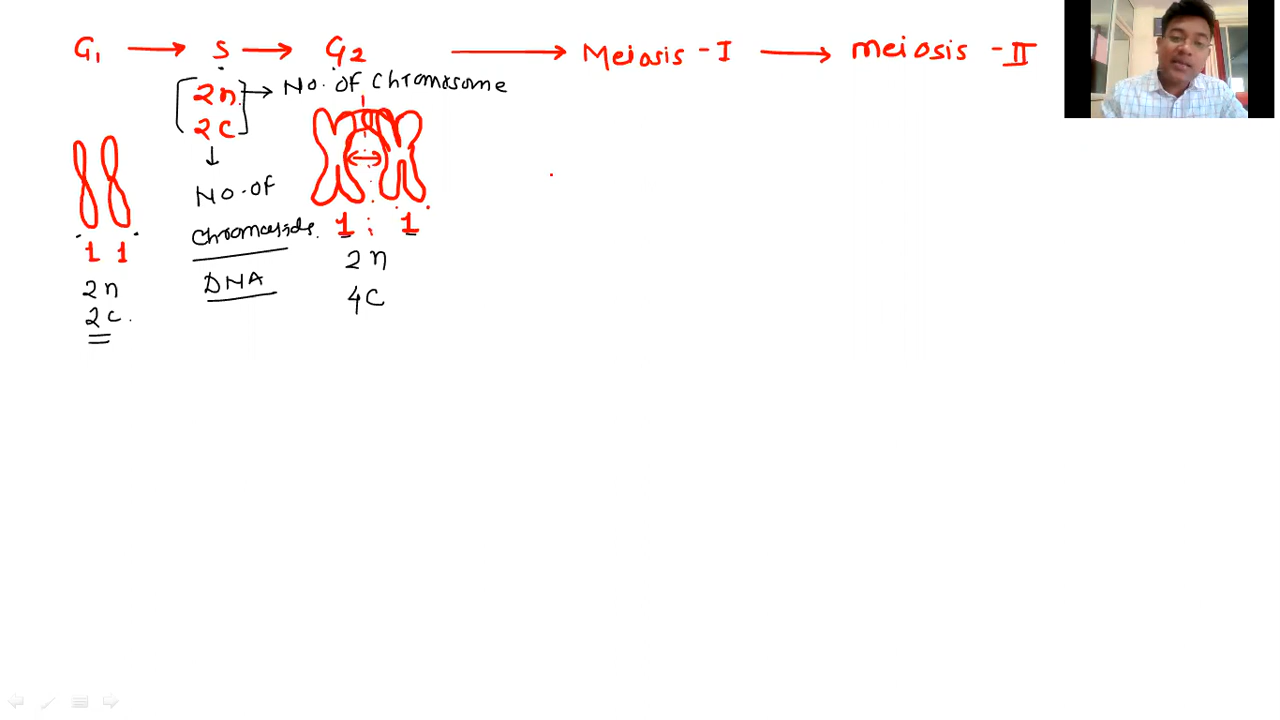 G1 → S → G2 → Meiosis - I → meiosis - II
2n → No. of Chromosome
2C
↓
No. of
Chromatids.
DNA
1 1
2n
2C.
1 : 1
2n
4C